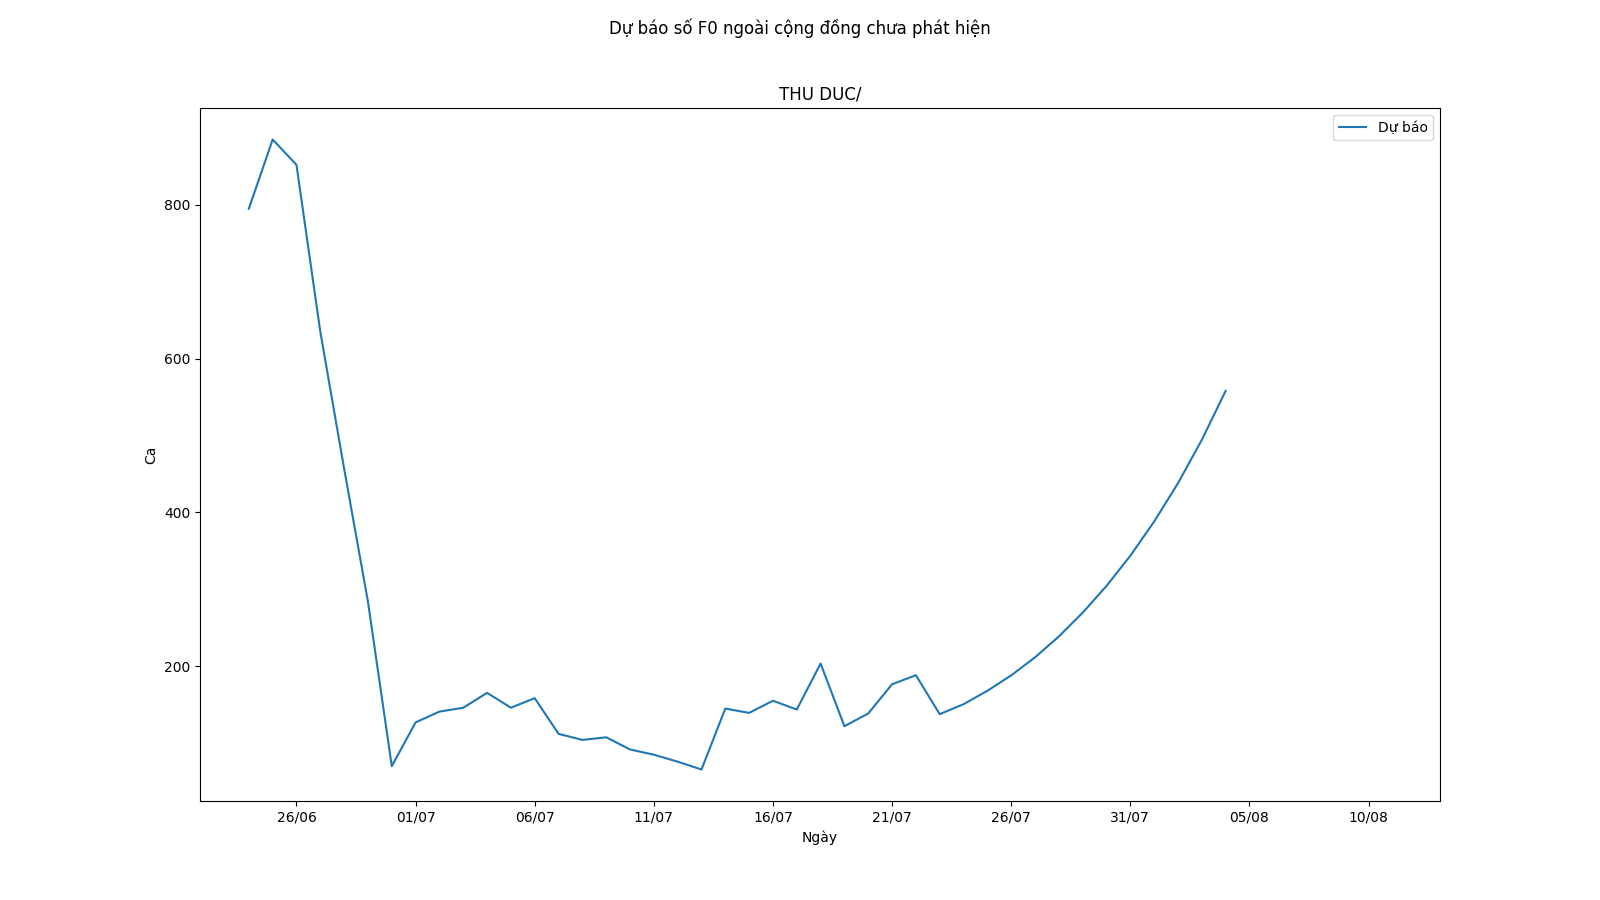 Dự báo số F0 ngoài cộng đồng chưa phát hiện
THU DUC/
Dự báo
800
600
400
200
Ca
26/06
01/07
06/07
11/07
16/07
21/07
26/07
31/07
05/08
10/08
Ngày